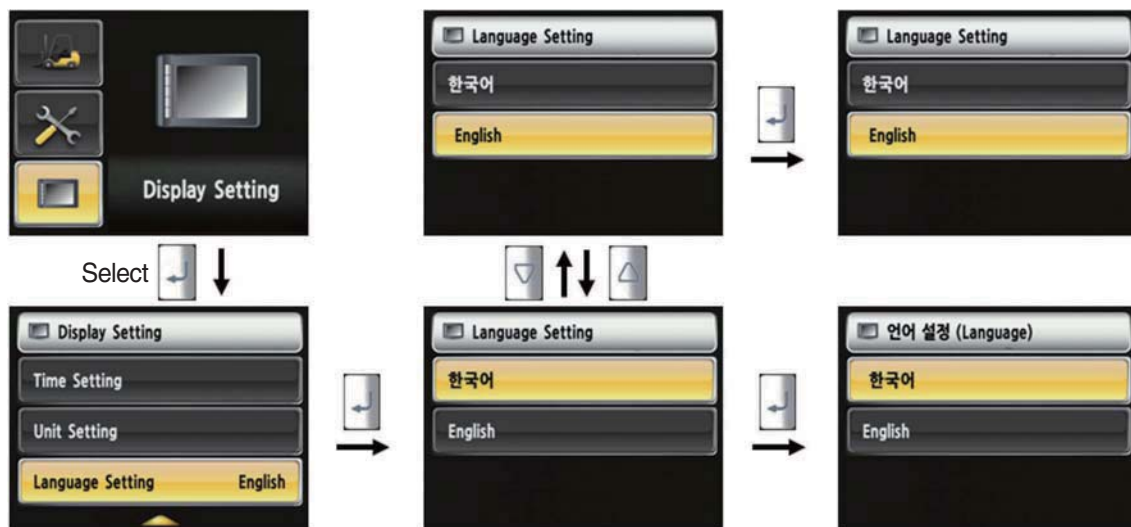 Display Setting
Select
Display Setting
Time Setting
Unit Setting
Language Setting English
Language Setting
한국어
English
Language Setting
한국어
English
Language Setting
한국어
English
언어 설정 (Language)
한국어
English